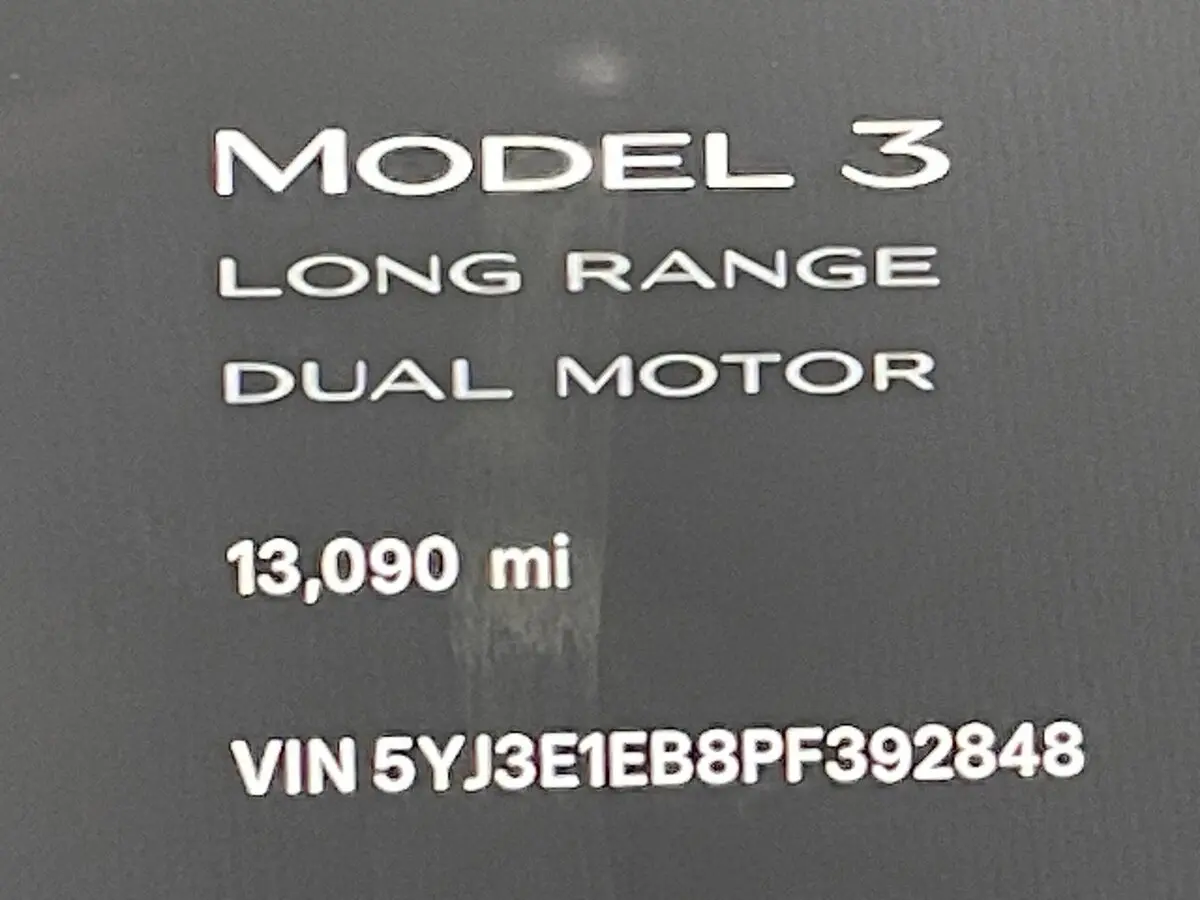 MODEL 3
LONG RANGE
DUAL MOTOR
13,090 mi
VIN 5YJ3E1EB8PF392848